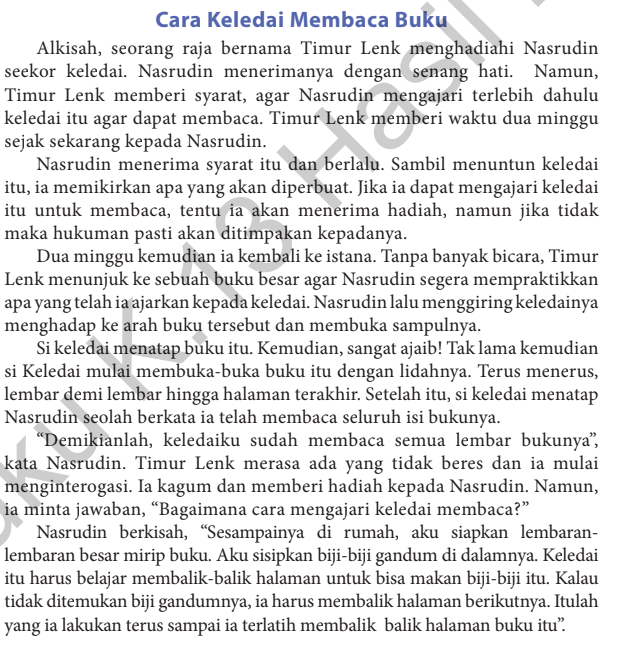 Cara Keledai Membaca Buku
Alkisah, seorang raja bernama Timur Lenk menghadiahi Nasrudin
seekor keledai. Nasrudin menerimanya dengan senang hati. Namun,
Timur Lenk memberi syarat, agar Nasrudin mengajari terlebih dahulu
keledai itu agar dapat membaca. Timur Lenk memberi waktu dua minggu
sejak sekarang kepada Nasrudin.
Nasrudin menerima syarat itu dan berlalu. Sambil menuntun keledai
itu, ia memikirkan apa yang akan diperbuat. Jika ia dapat mengajari keledai
itu untuk membaca, tentu ia akan menerima hadiah, namun jika tidak
maka hukuman pasti akan ditimpakan kepadanya.
Dua minggu kemudian ia kembali ke istana. Tanpa banyak bicara, Timur
Lenk menunjuk ke sebuah buku besar agar Nasrudin segera mempraktikkan
apa yang telah ia ajarkan kepada keledai. Nasrudin lalu menggiring keledainya
menghadap ke arah buku tersebut dan membuka sampulnya.
Si keledai menatap buku itu. Kemudian, sangat ajaib! Tak lama kemudian
si Keledai mulai membuka-buka buku itu dengan lidahnya. Terus menerus,
lembar demi lembar hingga halaman terakhir. Setelah itu, si keledai menatap
Nasrudin seolah berkata ia telah membaca seluruh isi bukunya.
“Demikianlah, keledaiku sudah membaca semua lembar bukunya”,
kata Nasrudin. Timur Lenk merasa ada yang tidak beres dan ia mulai
menginterogasi. Ia kagum dan memberi hadiah kepada Nasrudin. Namun,
ia minta jawaban, “Bagaimana cara mengajari keledai membaca?”
Nasrudin berkisah, “Sesampainya di rumah, aku siapkan lembaran-
lembaran besar mirip buku. Aku sisipkan biji-biji gandum di dalamnya. Keledai
itu harus belajar membalik-balik halaman untuk bisa makan biji-biji itu. Kalau
tidak ditemukan biji gandumnya, ia harus membalik halaman berikutnya. Itulah
yang ia lakukan terus sampai ia terlatih membalik balik halaman buku itu”.
K.13 Hasil